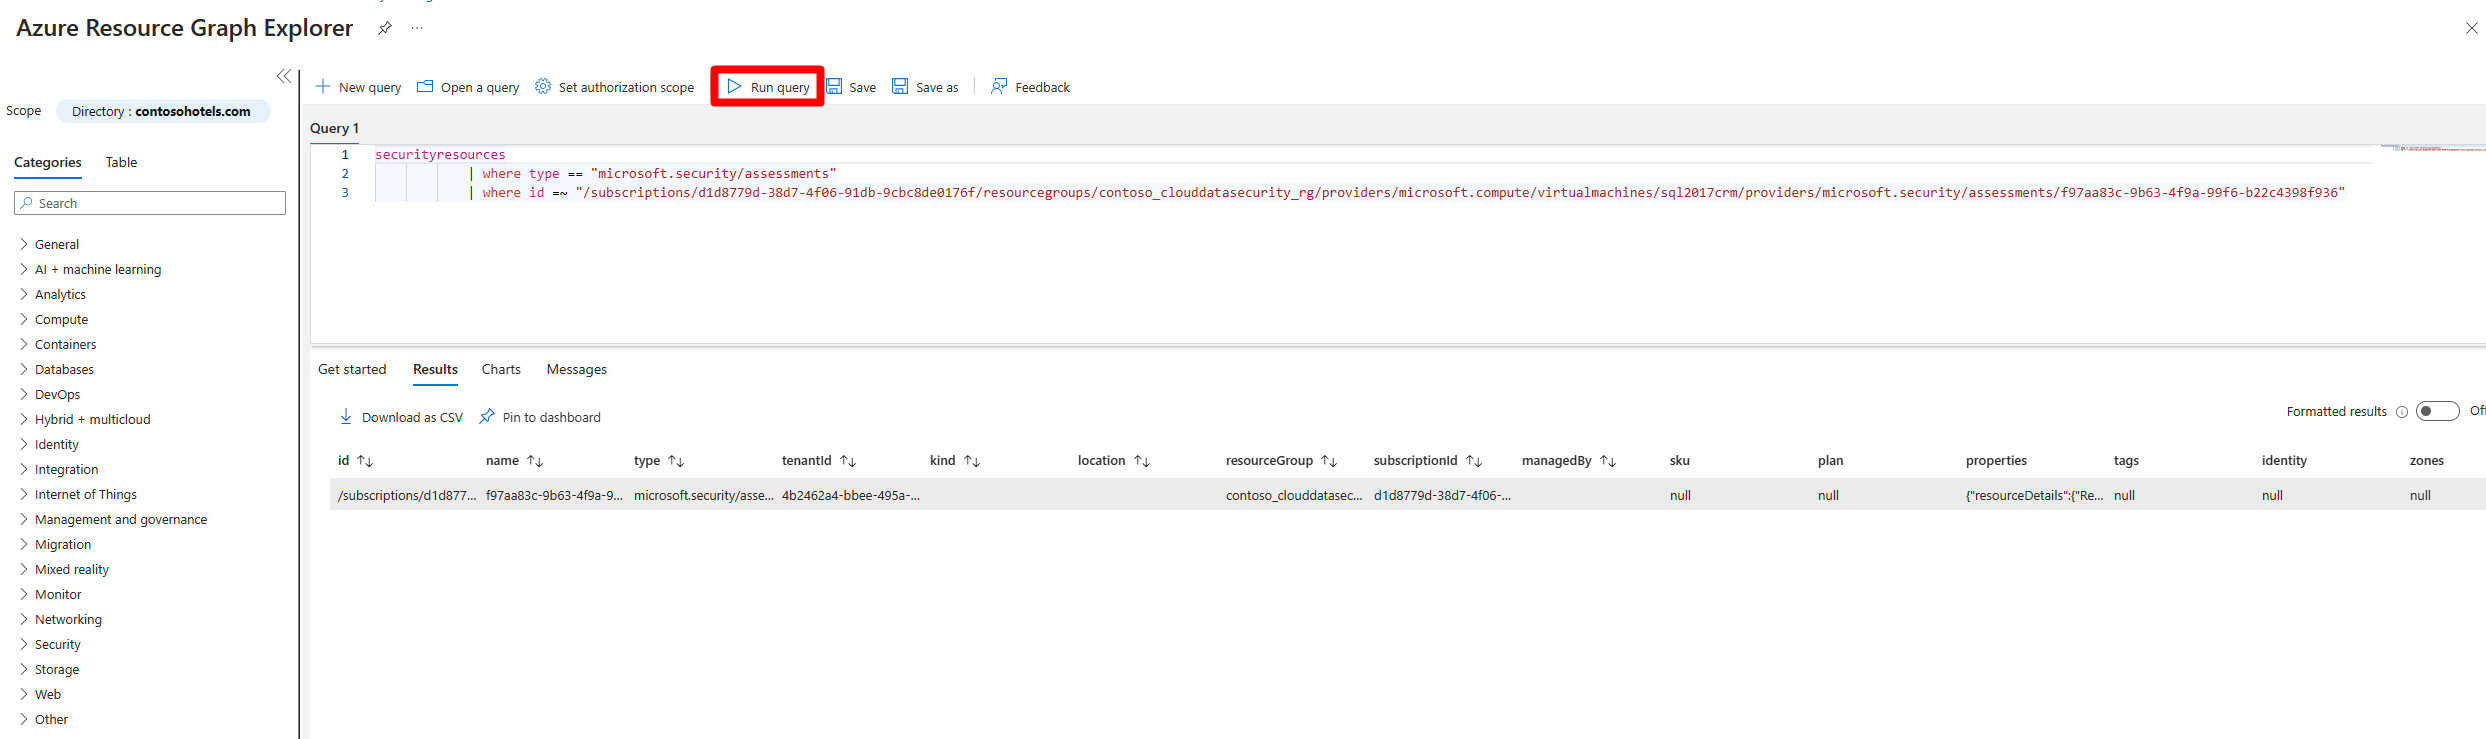 Azure Resource Graph Explorer
New query Open a query Set authorization scope Run query Save Save as Feedback
Scope Directory : contosohotels.com
Categories Table
Search
General
AI + machine learning
Analytics
Compute
Containers
Databases
DevOps
Hybrid + multicloud
Identity
Integration
Internet of Things
Management and governance
Migration
Mixed reality
Monitor
Networking
Security
Storage
Web
Other
Query 1
1 securityresources
2 | where type == "microsoft.security/assessments"
3 | where id =~ "/subscriptions/d1d8779d-38d7-4f06-91db-9cbc8de0176f/resourcegroups/contoso_clouddatasecurity_rg/providers/microsoft.compute/virtualmachines/sql2017crm/providers/microsoft.security/assessments/f97aa83c-9b63-4f9a-99f6-b22c4398f936"
Get started Results Charts Messages
Download as CSV Pin to dashboard Formatted results
id name type tenantId kind location resourceGroup subscriptionId managedBy sku plan properties tags identity zones
/subscriptions/d1d877... f97aa83c-9b63-4f9a-9... microsoft.security/asse... 4b2462a4-bbee-495a-... contoso_clouddatasec... d1d8779d-38d7-4f06-... null null {"resourceDetails":{"Re... null null null